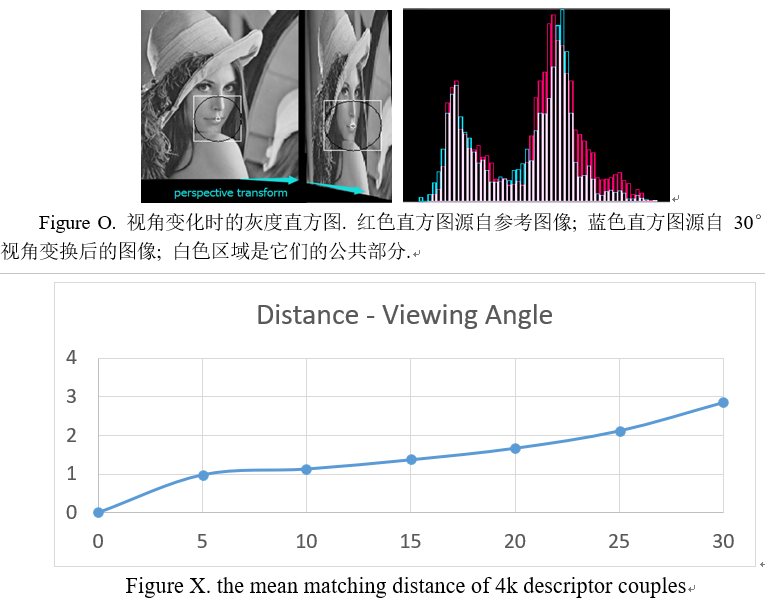 perspective transform
Figure O. 视角变化时的灰度直方图. 红色直方图源自参考图像; 蓝色直方图源自 30°
视角变换后的图像; 白色区域是它们的公共部分.
Distance - Viewing Angle
4
3
2
1
0
0 5 10 15 20 25 30
Figure X. the mean matching distance of 4k descriptor couples